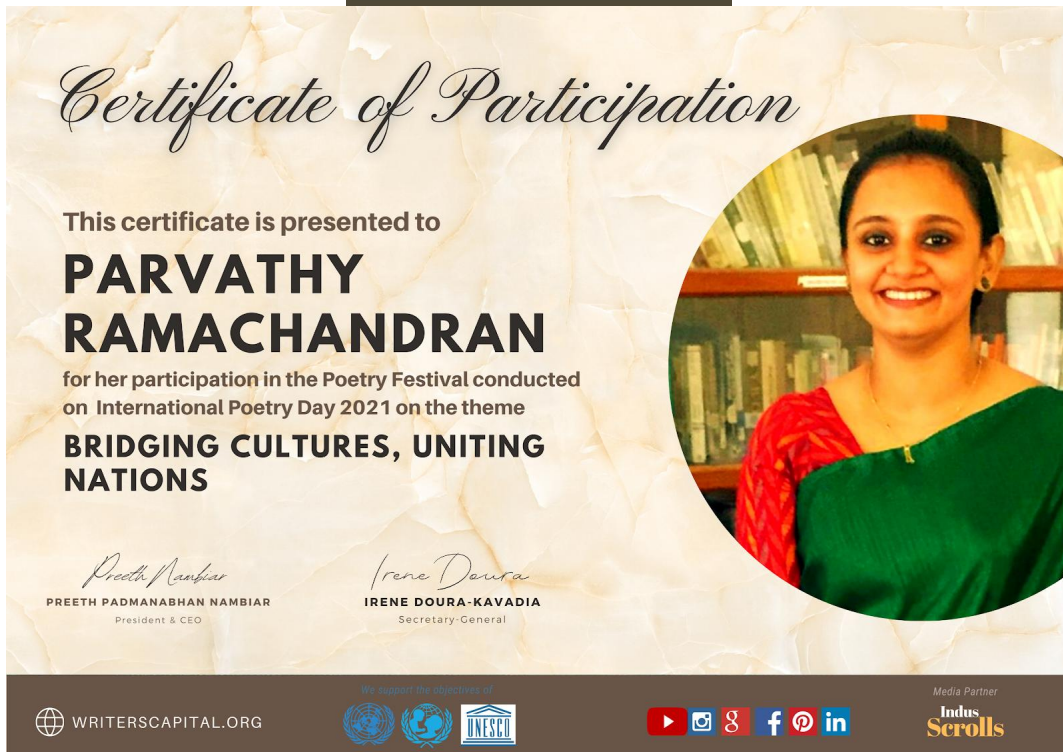 Certificate of Participation
This certificate is presented to
PARVATHY
RAMACHANDRAN
for her participation in the Poetry Festival conducted
on International Poetry Day 2021 on the theme
BRIDGING CULTURES, UNITING
NATIONS
Preeth Nambiar
PREETH PADMANABHAN NAMBIAR
President & CEO
Irene Doura
IRENE DOURA-KAVADIA
Secretary-General
WRITERSCAPITAL.ORG
We support the objectives of
UNESCO
Media Partner
Indus
Scrolls